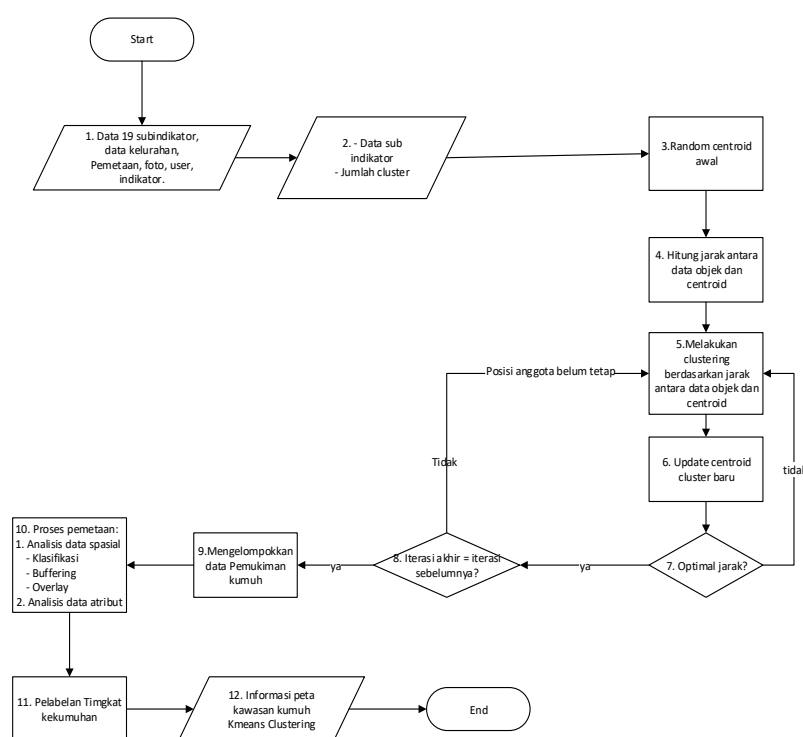 Start
1. Data 19 subindikator,
data kelurahan,
Pemetaan, foto, user,
indikator.
2. - Data sub
indikator
- Jumlah cluster
3.Random centroid
awal
4. Hitung jarak antara
data objek dan
centroid
5.Melakukan
clustering
berdasarkan jarak
antara data objek dan
centroid
Posisi anggota belum tetap
6. Update centroid
cluster baru
tidak
Tidak
7. Optimal jarak?
ya
8. Iterasi akhir = iterasi
sebelumnya?
ya
9.Mengelompokkan
data Pemukiman
kumuh
10. Proses pemetaan:
1. Analisis data spasial
- Klasifikasi
- Buffering
- Overlay
2. Analisis data atribut
11. Pelabelan Timgkat
kekumuhan
12. Informasi peta
kawasan kumuh
Kmeans Clustering
End